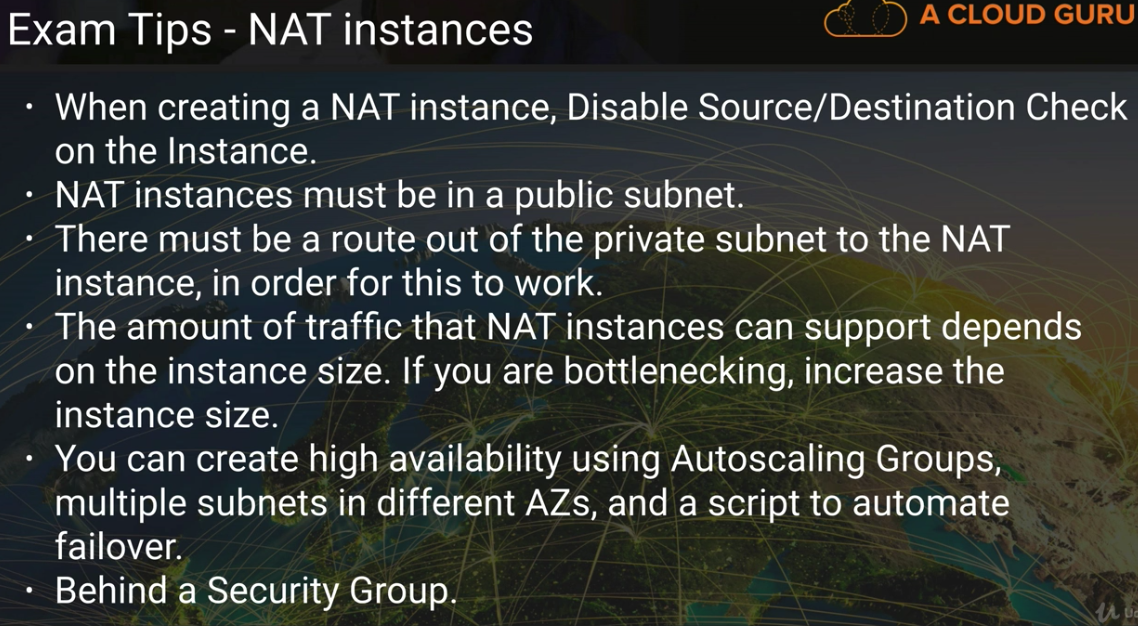 Exam Tips - NAT instances
A CLOUD GURU
• When creating a NAT instance, Disable Source/Destination Check
on the Instance.
• NAT instances must be in a public subnet.
• There must be a route out of the private subnet to the NAT
instance, in order for this to work.
• The amount of traffic that NAT instances can support depends
on the instance size. If you are bottlenecking, increase the
instance size.
• You can create high availability using Autoscaling Groups,
multiple subnets in different AZs, and a script to automate
failover.
• Behind a Security Group.